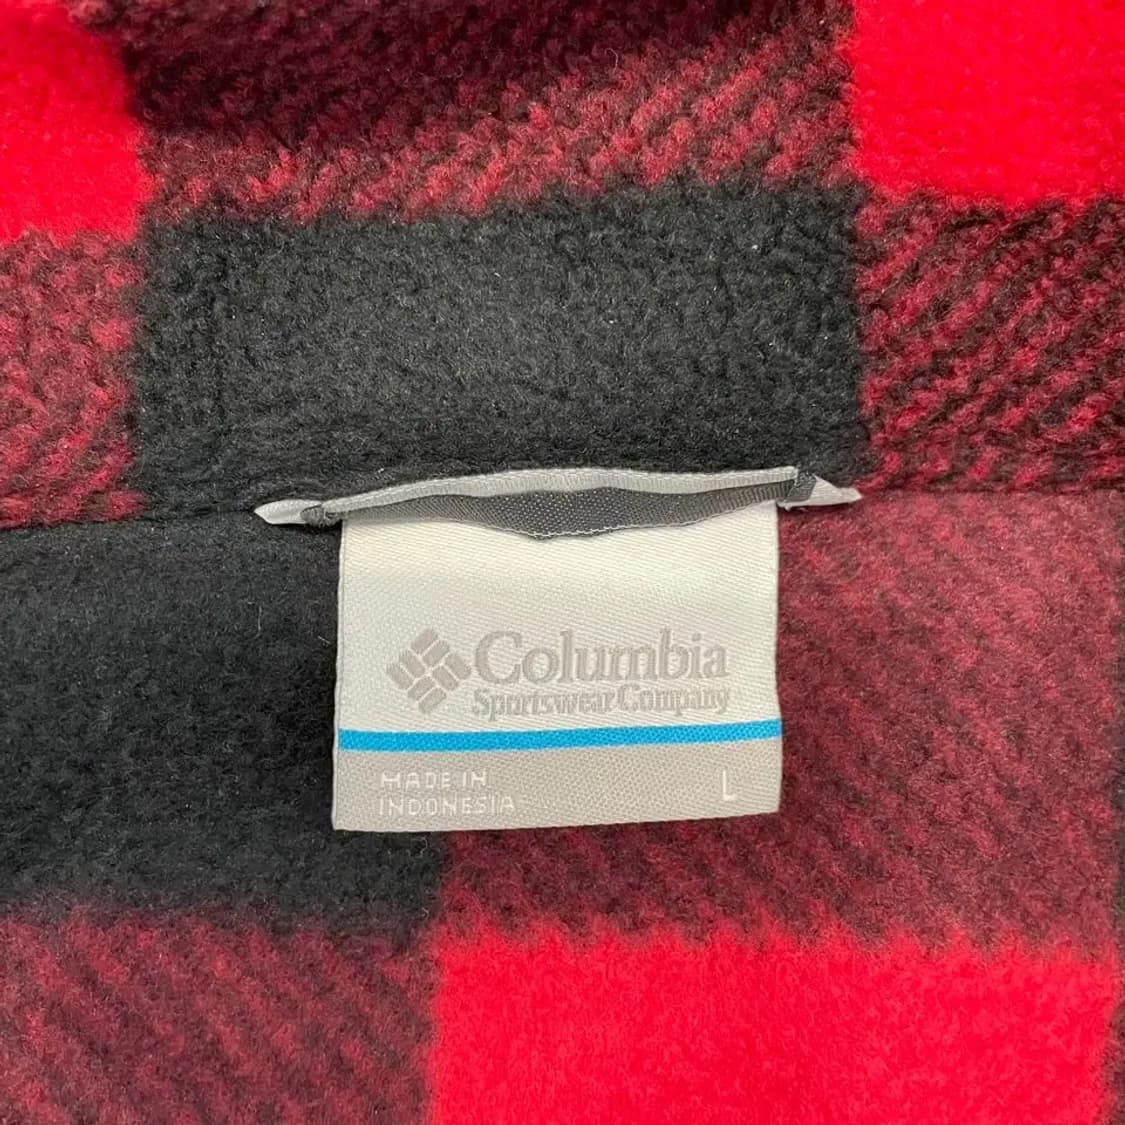 Columbia
Sportswear Company
MADE IN
INDONESIA
L